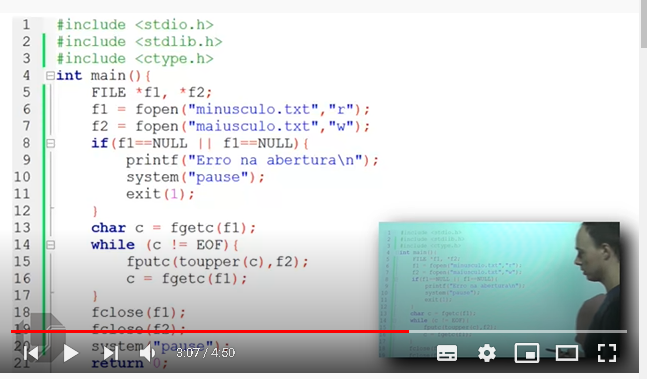 1 #include <stdio.h>
2 #include <stdlib.h>
3 #include <ctype.h>
4 int main(){
5 FILE *f1, *f2;
6 f1 = fopen("minusculo.txt","r");
7 f2 = fopen("maiusculo.txt","w");
8 if(f1==NULL || f1==NULL){
9 printf("Erro na abertura\n");
10 system("pause");
11 exit(1);
12 }
13 char c = fgetc(f1);
14 while (c != EOF){
15 fputc(toupper(c),f2);
16 c = fgetc(f1);
17 }
18 fclose(f1);
19 fclose(f2);
20 system("pause");
21 return 0;
3:07 / 4:50